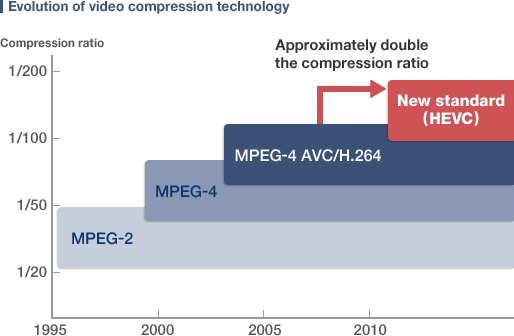 Evolution of video compression technology
Compression ratio
Approximately double
the compression ratio
1/200
New standard
(HEVC)
1/100
MPEG-4 AVC/H.264
MPEG-4
1/50
MPEG-2
1/20
1995 2000 2005 2010